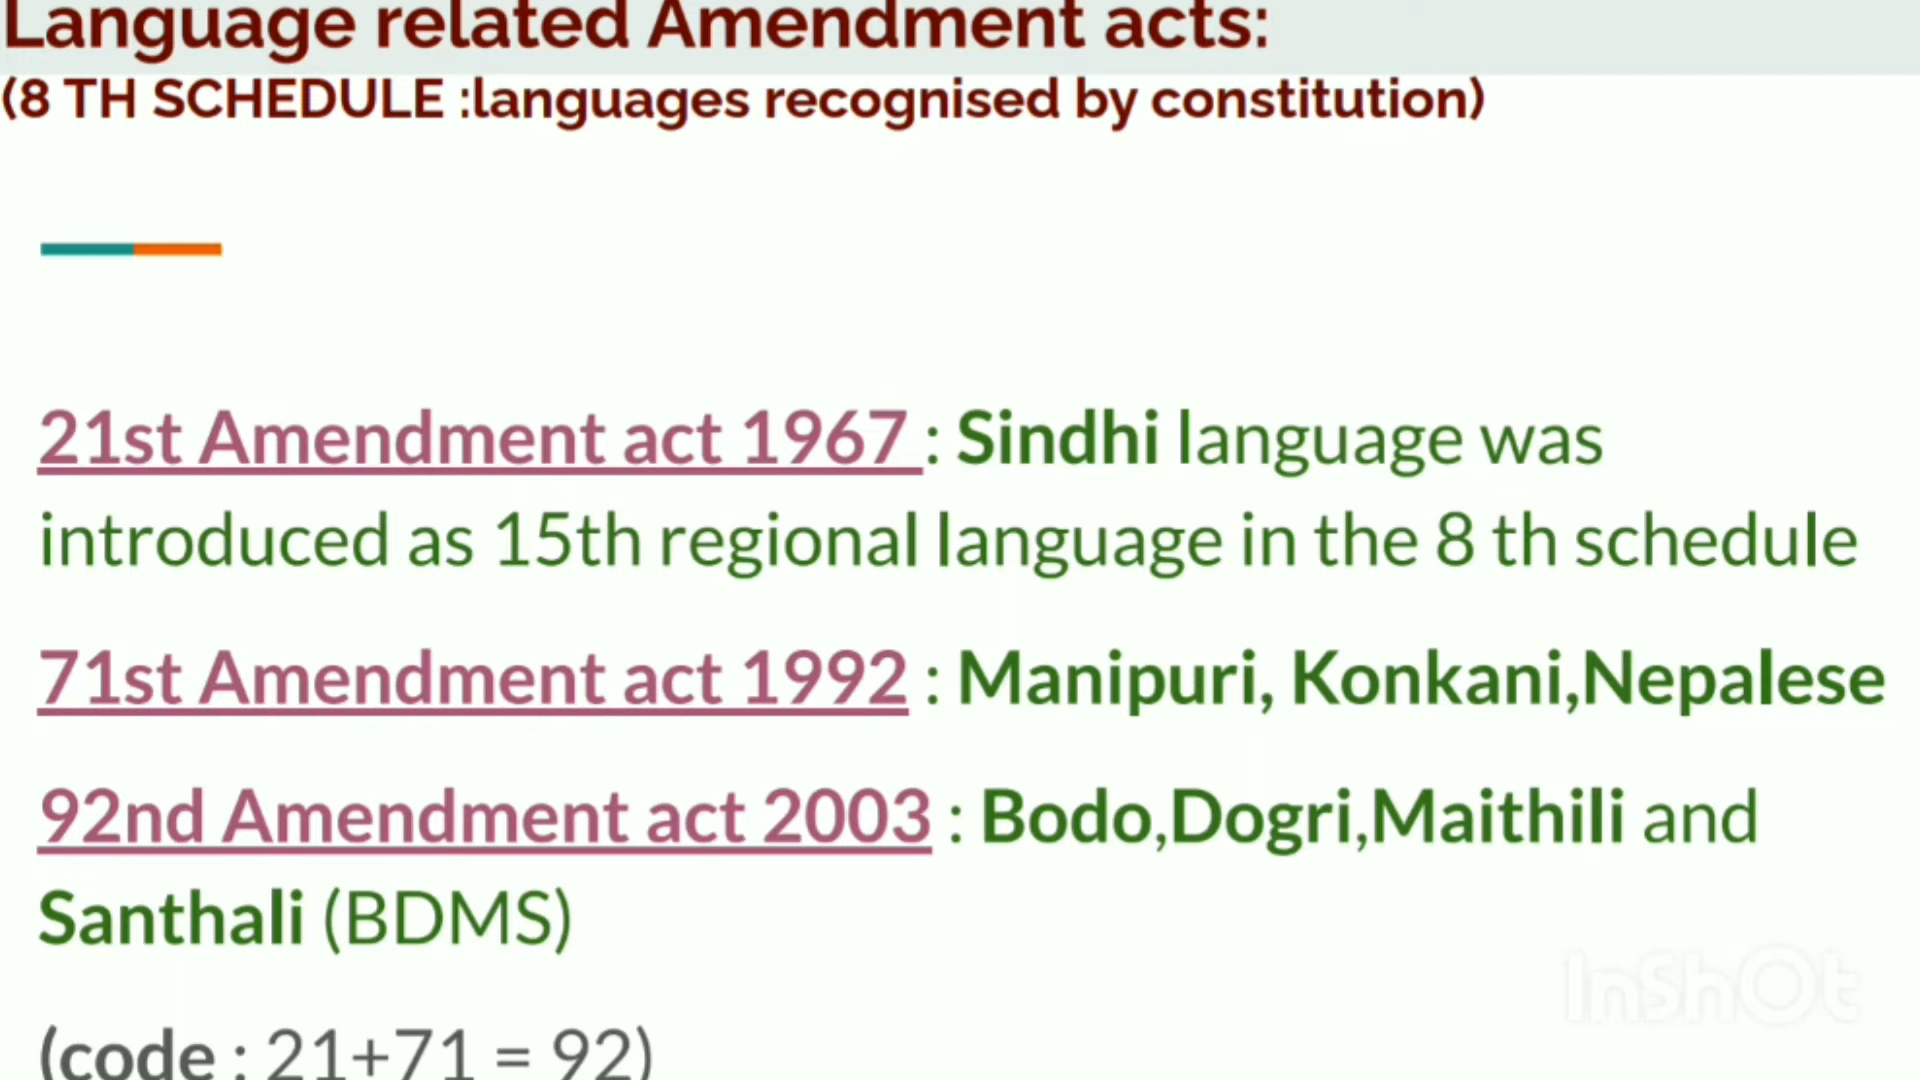 Language related Amendment acts:
(8 TH SCHEDULE :languages recognised by constitution)
21st Amendment act 1967 : Sindhi language was
introduced as 15th regional language in the 8 th schedule
71st Amendment act 1992 : Manipuri, Konkani,Nepalese
92nd Amendment act 2003 : Bodo,Dogri,Maithili and
Santhali (BDMS)
InShOt
(code : 21+71 = 92)